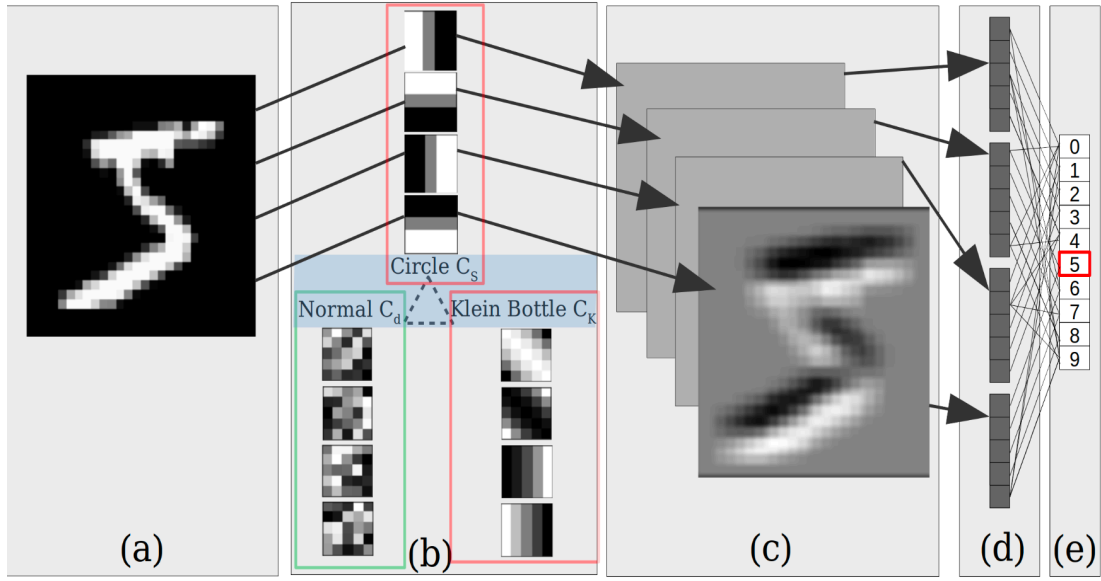 Circle C_S
Normal C_d
Klein Bottle C_K
0
1
2
3
4
5
6
7
8
9
(a)
(b)
(c)
(d)
(e)